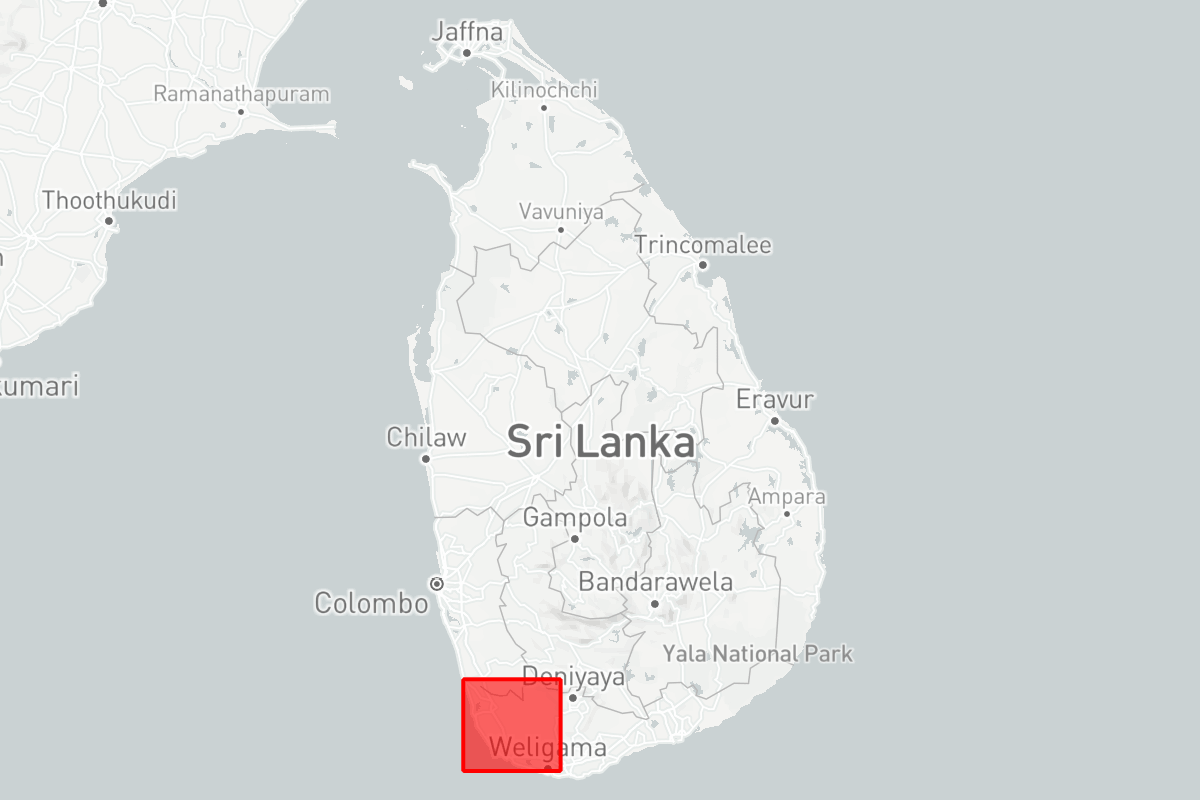 Jaffna
Kilinochchi
Ramanathapuram
Thoothukudi
Vavuniya
Trincomalee
Eravur
Chilaw
Sri Lanka
Ampara
Gampola
Bandarawela
Colombo
Yala National Park
Deniyaya
Weligama